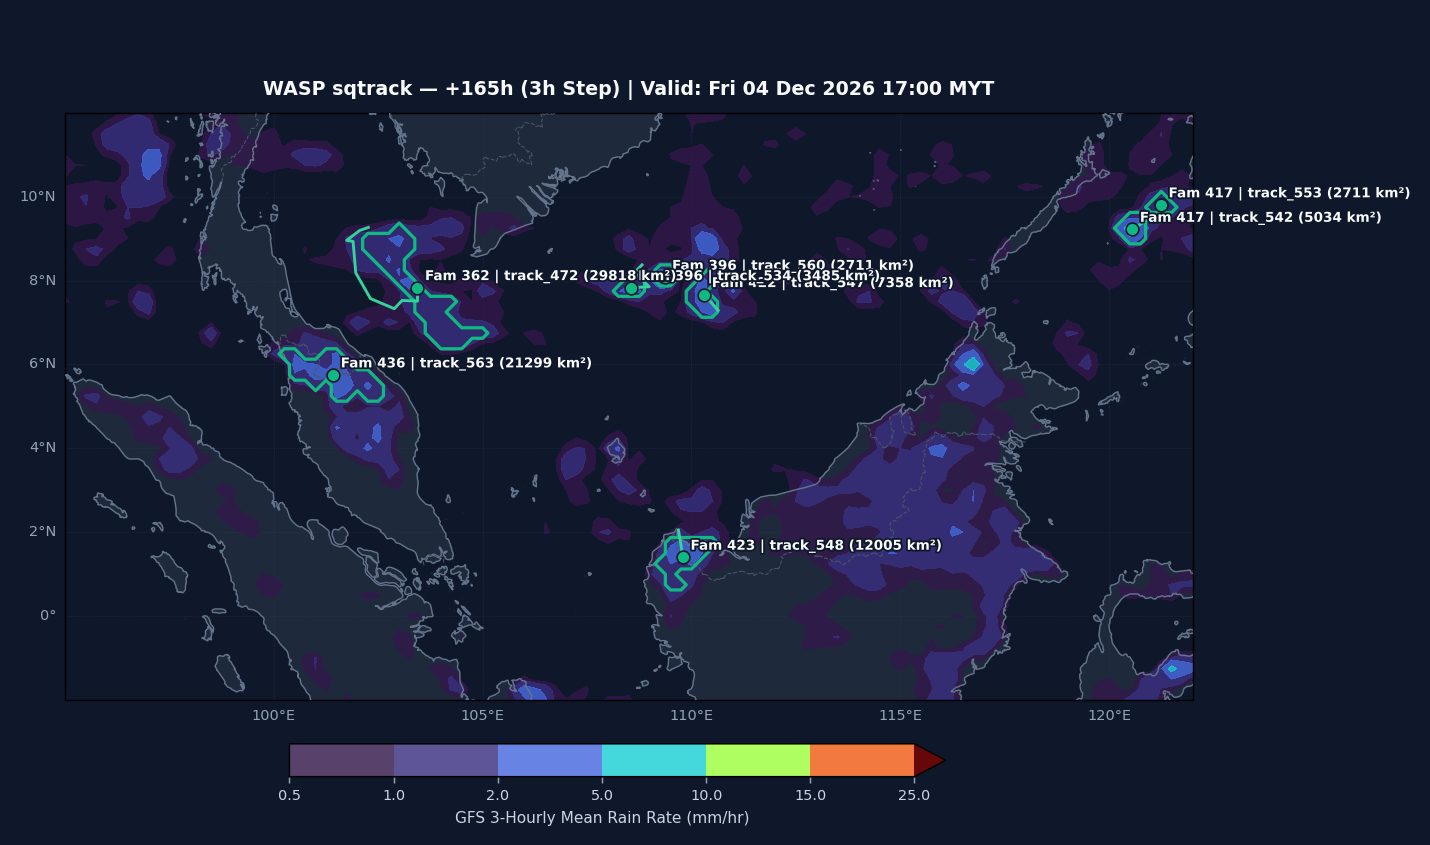 WASP sqtrack — +165h (3h Step) | Valid: Fri 04 Dec 2026 17:00 MYT
10°N
8°N
6°N
4°N
2°N
0°
Fam 417 | track_553 (2711 km²)
Fam 417 | track_542 (5034 km²)
Fam 396 | track_560 (2711 km²)
Fam 362 | track_472 (29818 km²)
396 | track_534 (3485 km²)
track_547 (7358 km²)
Fam 436 | track_563 (21299 km²)
Fam 423 | track_548 (12005 km²)
100°E
105°E
110°E
115°E
120°E
0.5
1.0
2.0
5.0
10.0
15.0
25.0
GFS 3-Hourly Mean Rain Rate (mm/hr)